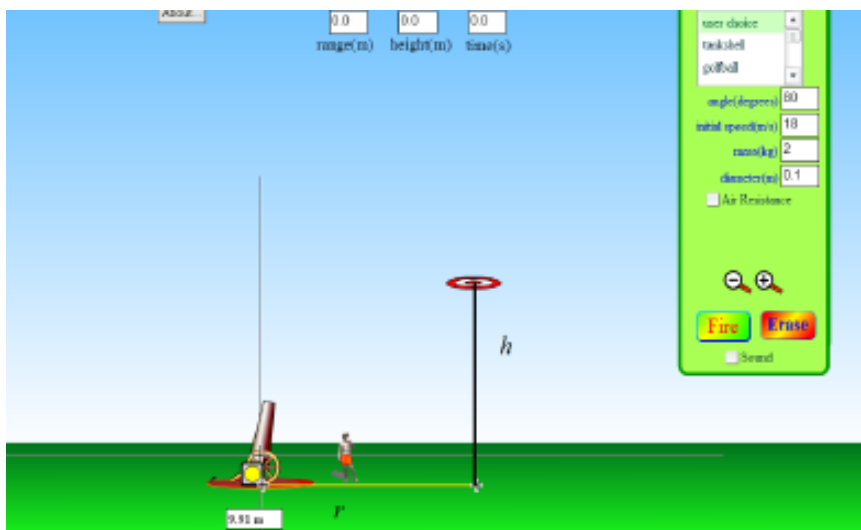 About...
0.0 0.0 0.0
range(m) height(m) time(s)
user choice
tankshell
golfball
angle(degrees) 80
initial speed(m/s) 18
mass(kg) 2
diameter(m) 0.1
Air Resistance
Fire Erase
Sound
h
r
9.91 m